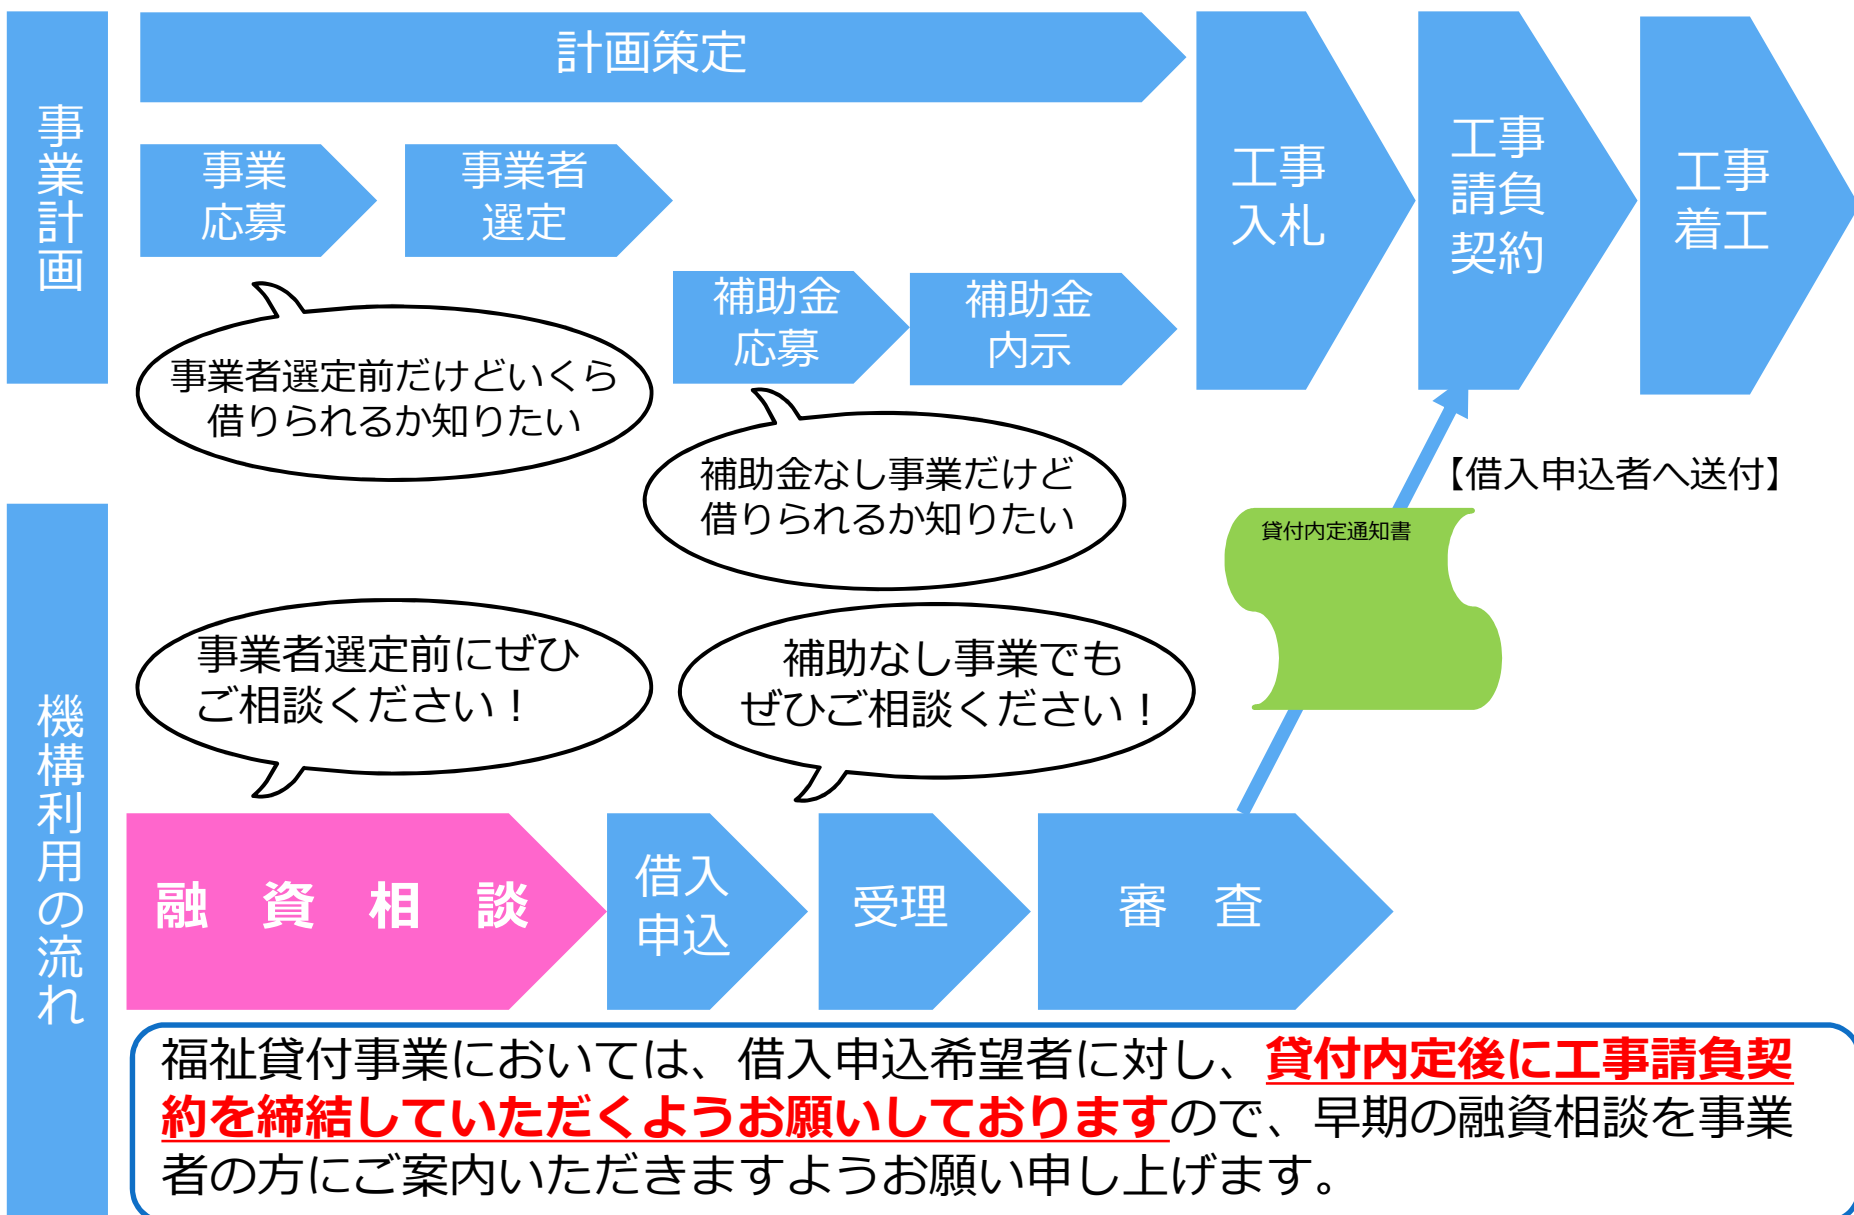 事業計画
計画策定
事業
応募
事業者
選定
補助金
応募
補助金
内示
工事
入札
工事
請負
契約
工事
着工
事業者選定前だけどいくら
借りられるか知りたい
補助金なし事業だけど
借りられるか知りたい
【借入申込者へ送付】
貸付内定通知書
機構利用の流れ
事業者選定前にぜひ
ご相談ください！
補助なし事業でも
ぜひご相談ください！
融　資　相　談
借入
申込
受理
審　査
福祉貸付事業においては、借入申込希望者に対し、貸付内定後に工事請負契
約を締結していただくようお願いしておりますので、早期の融資相談を事業
者の方にご案内いただきますようお願い申し上げます。